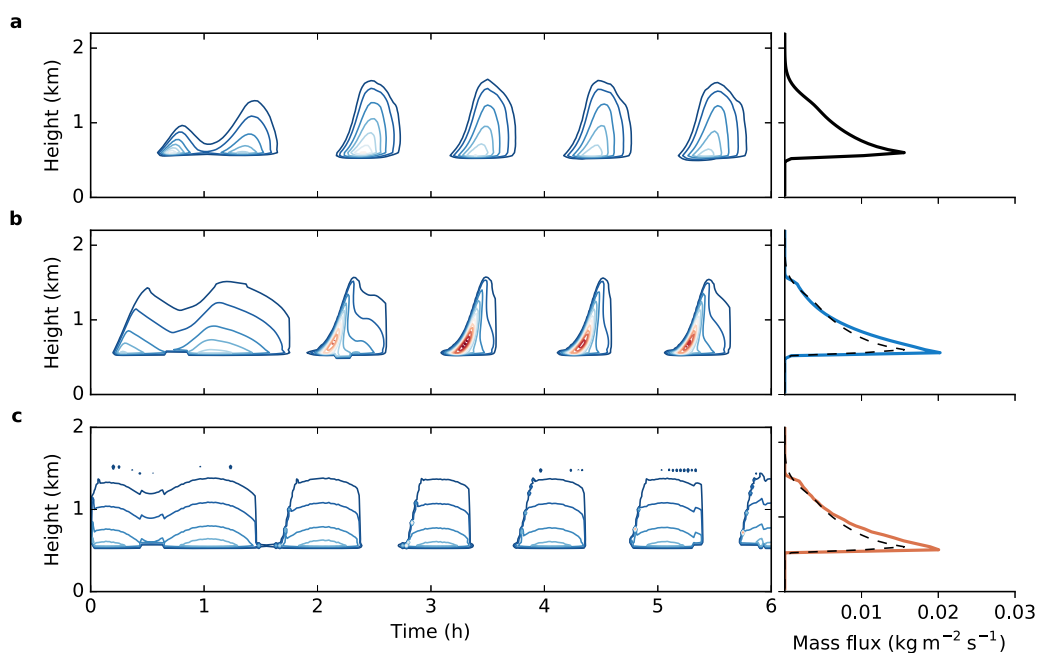 a
Height (km)
2
1
0
b
Height (km)
2
1
0
c
Height (km)
2
1
0
0 1 2 3 4 5 6
0.01 0.02 0.03
Time (h)
Mass flux (kg m⁻² s⁻¹)